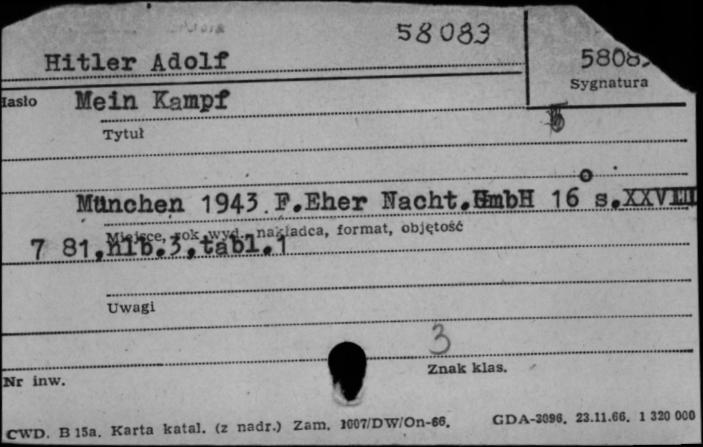 58083
Hitler Adolf
5808
Sygnatura
Hasło Mein Kampf
Tytuł
München 1943 F.Eher Nacht.GmbH 16° s.XXVIII
Miejsce, rok wyd., nakładca, format, objętość
7 81,nlb.3,tabl.1
Uwagi
3
Znak klas.
Nr inw.
CWD. B 15a. Karta katal. (z nadr.) Zam. 1007/DW/On-66. GDA-3096. 23.11.66. 1 320 000